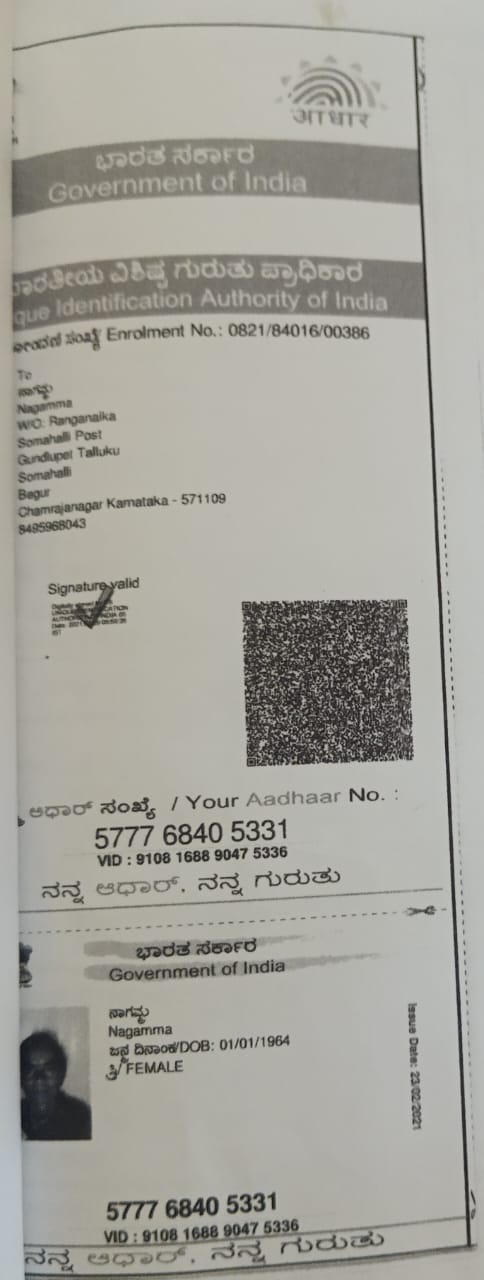 आधार
ಭಾರತ ಸರ್ಕಾರ
Government of India
ಭಾರತೀಯ ವಿಶಿಷ್ಟ ಗುರುತು ಪ್ರಾಧಿಕಾರ
que Identification Authority of India
ಸಂಖ್ಯೆ Enrolment No.: 0821/84016/00386
To
ನಾಗಮ್ಮ
Nagamma
W/O: Ranganaika
Somahalli Post
Gundlupet Talluku
Somahalli
Begur
Chamrajanagar Karnataka - 571109
8495968043
Signature valid
ಆಧಾರ್ ಸಂಖ್ಯೆ / Your Aadhaar No. :
5777 6840 5331
VID : 9108 1688 9047 5336
ನನ್ನ ಆಧಾರ್, ನನ್ನ ಗುರುತು
ಭಾರತ ಸರ್ಕಾರ
Government of India
ನಾಗಮ್ಮ
Nagamma
ಜನ್ಮ ದಿನಾಂಕ/DOB: 01/01/1964
ಸ್ತ್ರೀ/ FEMALE
Issue Date: 23/02/2021
5777 6840 5331
VID : 9108 1688 9047 5336
ನನ್ನ ಆಧಾರ್, ನನ್ನ ಗುರುತು